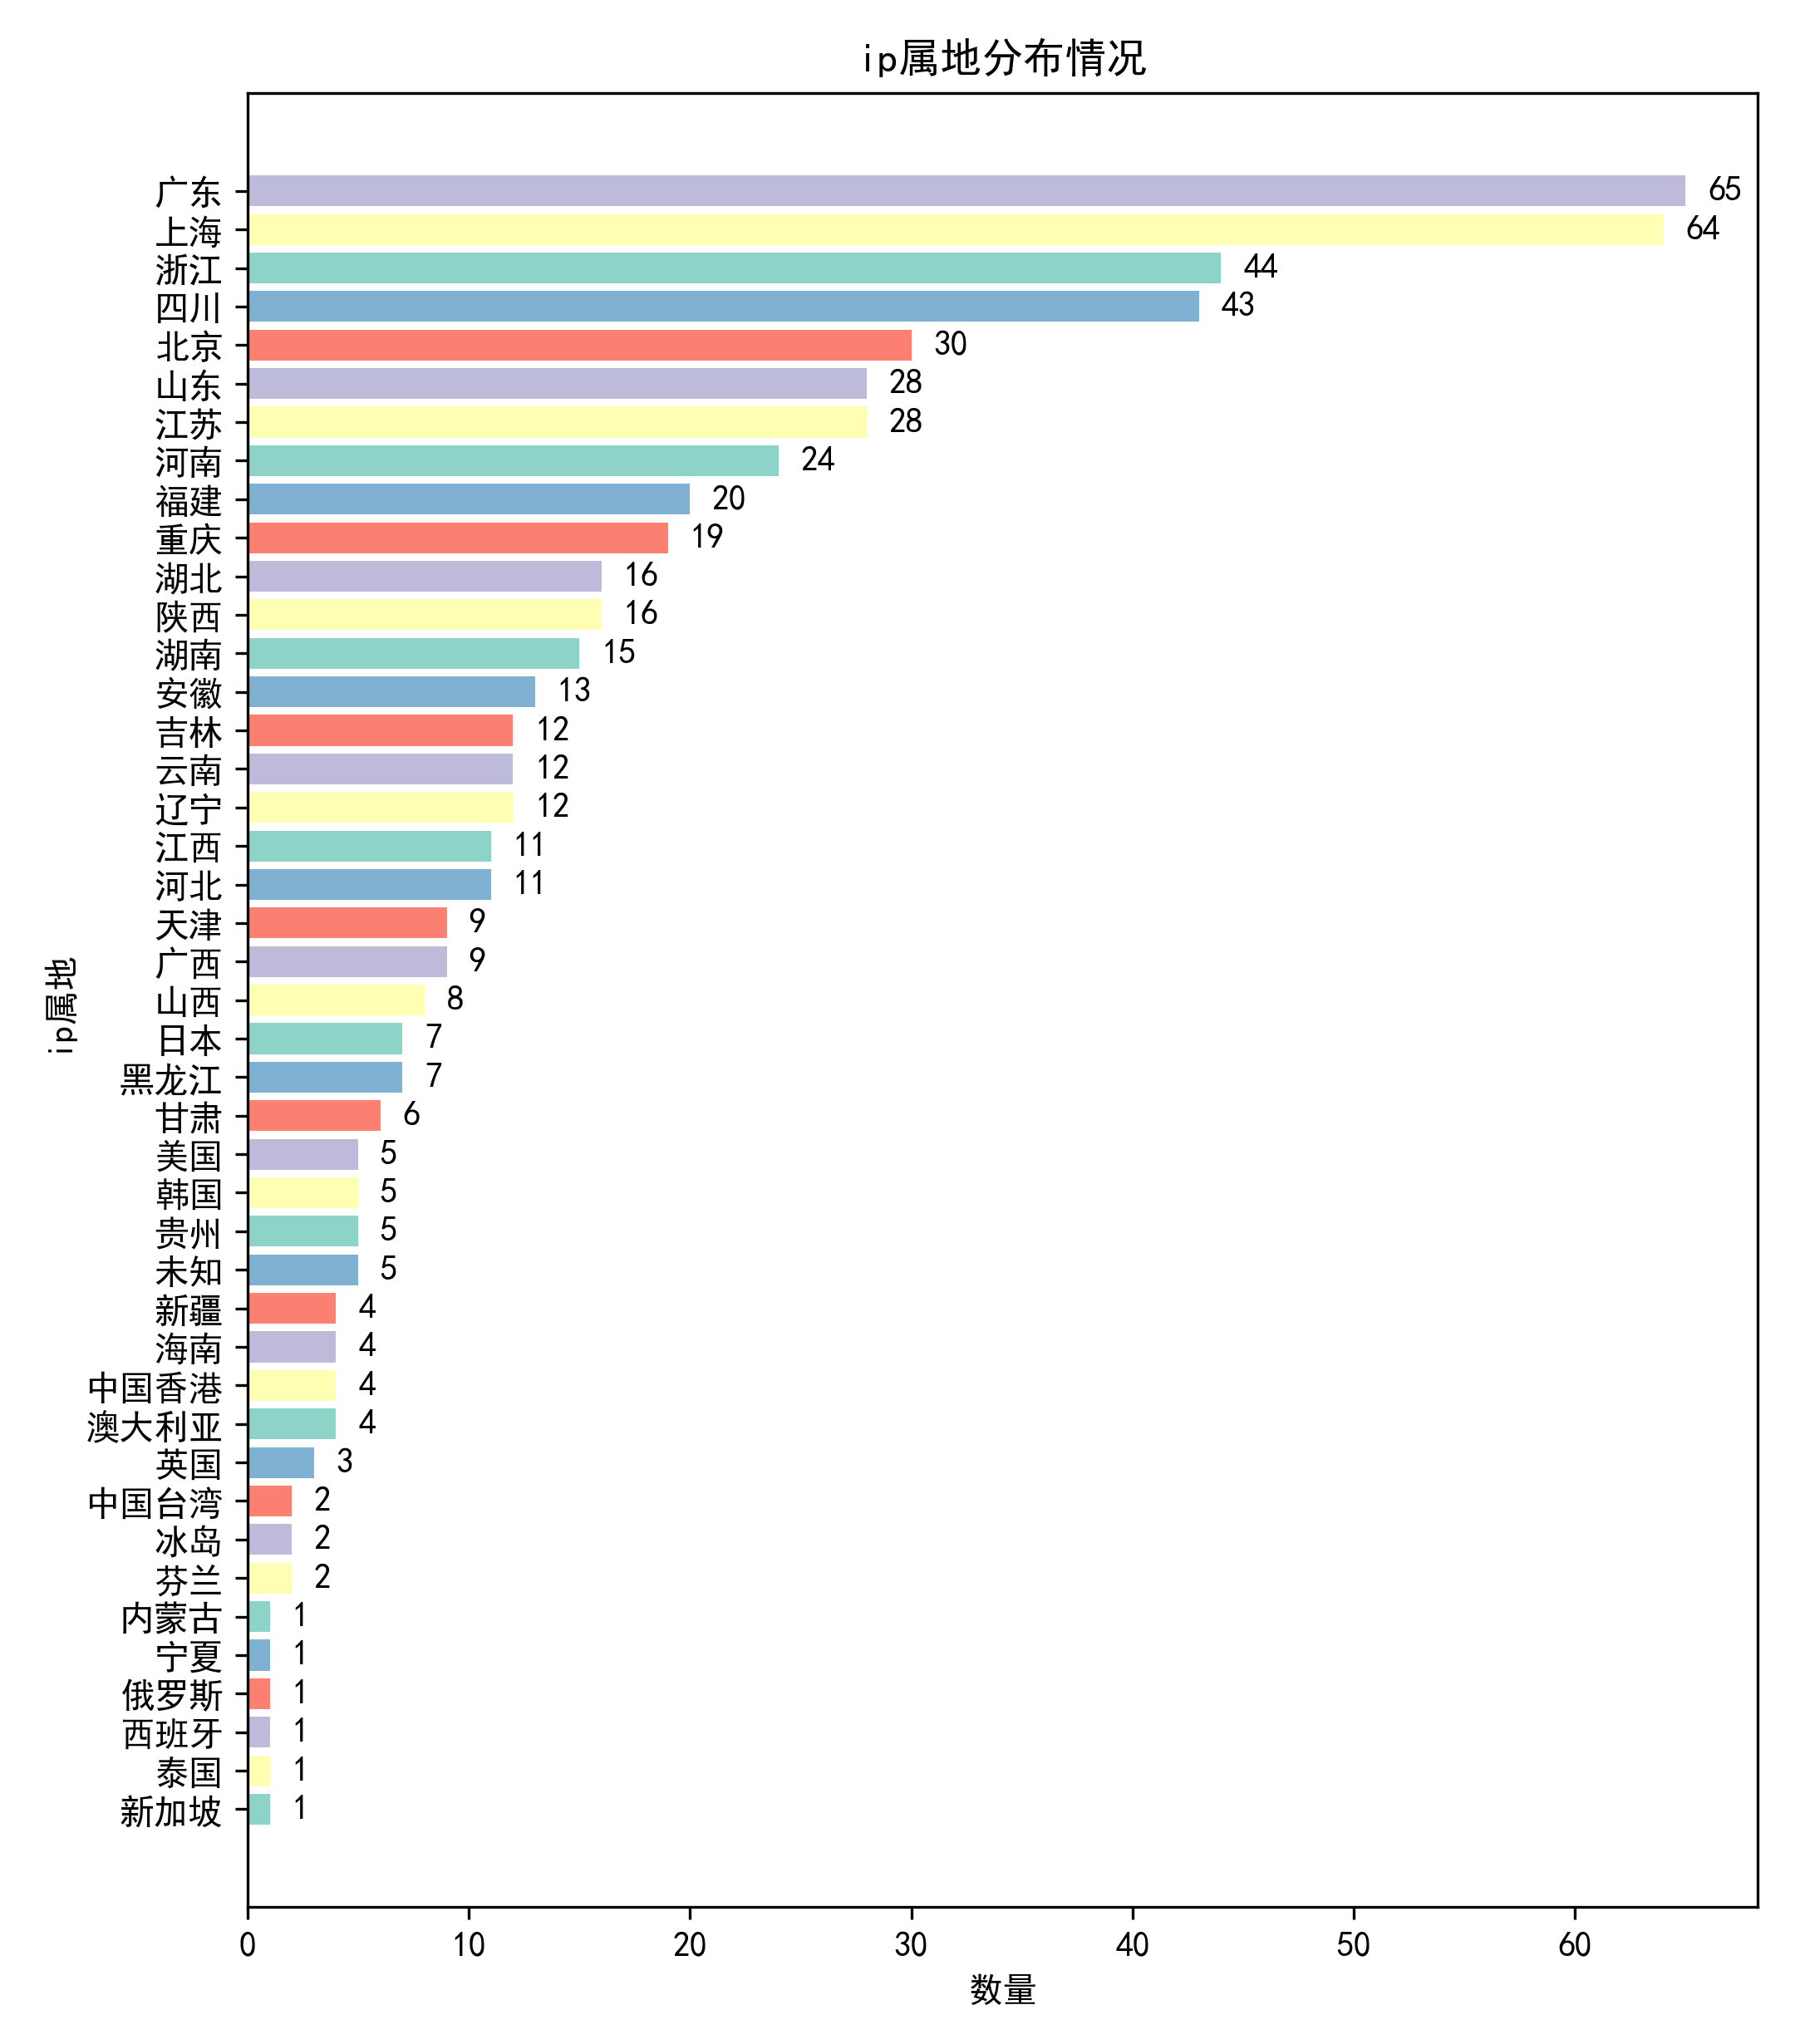 ip属地分布情况
广东 65
上海 64
浙江 44
四川 43
北京 30
山东 28
江苏 28
河南 24
福建 20
重庆 19
湖北 16
陕西 16
湖南 15
安徽 13
吉林 12
云南 12
辽宁 12
江西 11
河北 11
天津 9
广西 9
山西 8
日本 7
黑龙江 7
甘肃 6
美国 5
韩国 5
贵州 5
未知 5
新疆 4
海南 4
中国香港 4
澳大利亚 4
英国 3
中国台湾 2
冰岛 2
芬兰 2
内蒙古 1
宁夏 1
俄罗斯 1
西班牙 1
泰国 1
新加坡 1
ip属地
0 10 20 30 40 50 60
数量